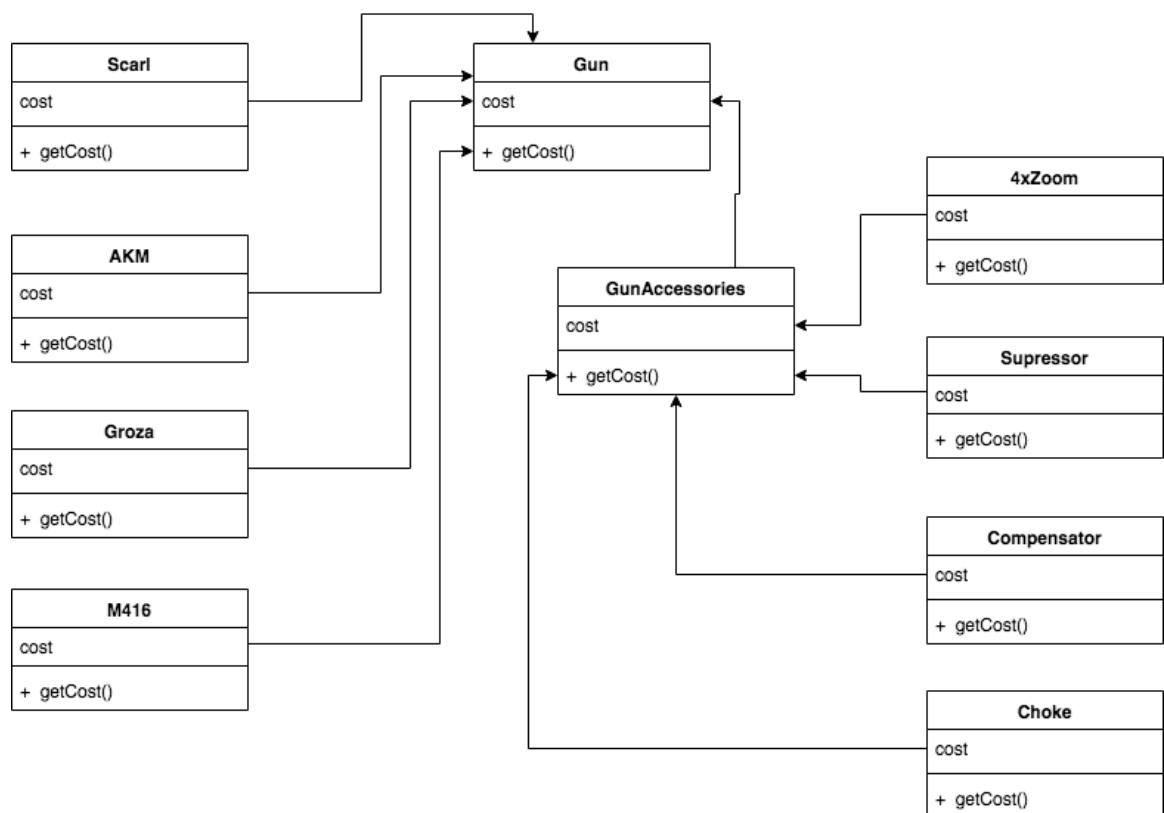 Scarl
cost
+ getCost()
Gun
cost
+ getCost()
4xZoom
cost
+ getCost()
AKM
cost
+ getCost()
GunAccessories
cost
+ getCost()
Supressor
cost
+ getCost()
Groza
cost
+ getCost()
Compensator
cost
+ getCost()
M416
cost
+ getCost()
Choke
cost
+ getCost()